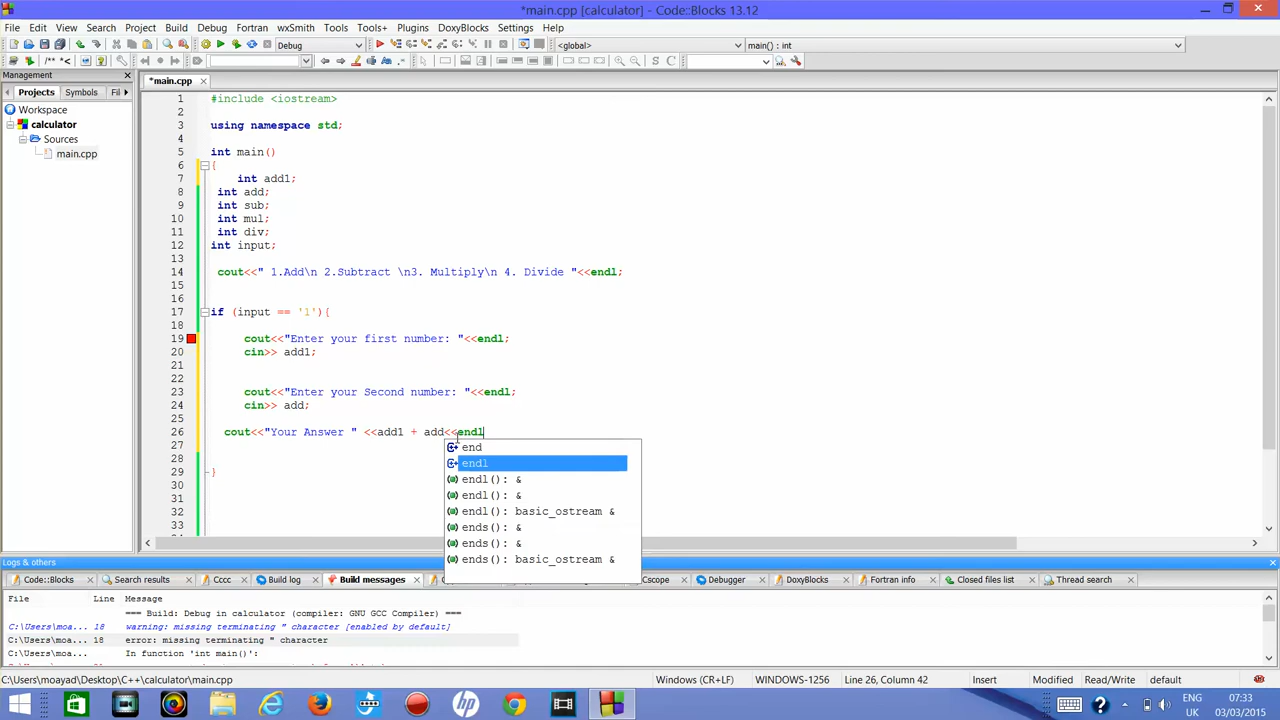 *main.cpp [calculator] - Code::Blocks 13.12
File Edit View Search Project Build Debug Fortran wxSmith Tools Tools+ Plugins DoxyBlocks Settings Help
Debug <global> main() : int
/** *< S C
Management
*main.cpp
Projects Symbols Fil
Workspace
calculator
Sources
main.cpp
1 #include <iostream>
2
3 using namespace std;
4
5 int main()
6 {
7 int add1;
8 int add;
9 int sub;
10 int mul;
11 int div;
12 int input;
13
14 cout<<" 1.Add\n 2.Subtract \n3. Multiply\n 4. Divide "<<endl;
15
16
17 if (input == '1'){
18
19 cout<<"Enter your first number: "<<endl;
20 cin>> add1;
21
22
23 cout<<"Enter your Second number: "<<endl;
24 cin>> add;
25
26 cout<<"Your Answer " <<add1 + add<<endl
27
28
29 }
30
31
32
33
end
endl
endl(): &
endl(): &
endl(): basic_ostream &
ends(): &
ends(): &
ends(): basic_ostream &
Logs & others
Code::Blocks Search results Cccc Build log Build messages Cscope Debugger DoxyBlocks Fortran info Closed files list Thread search
File Line Message
=== Build: Debug in calculator (compiler: GNU GCC Compiler) ===
C:\Users\moa... 18 warning: missing terminating " character [enabled by default]
C:\Users\moa... 18 error: missing terminating " character
C:\Users\moa... In function 'int main()':
C:\Users\moayad\Desktop\C++\calculator\main.cpp Windows (CR+LF) WINDOWS-1256 Line 26, Column 42 Insert Modified Read/Write default
ENG
UK
07:33
03/03/2015